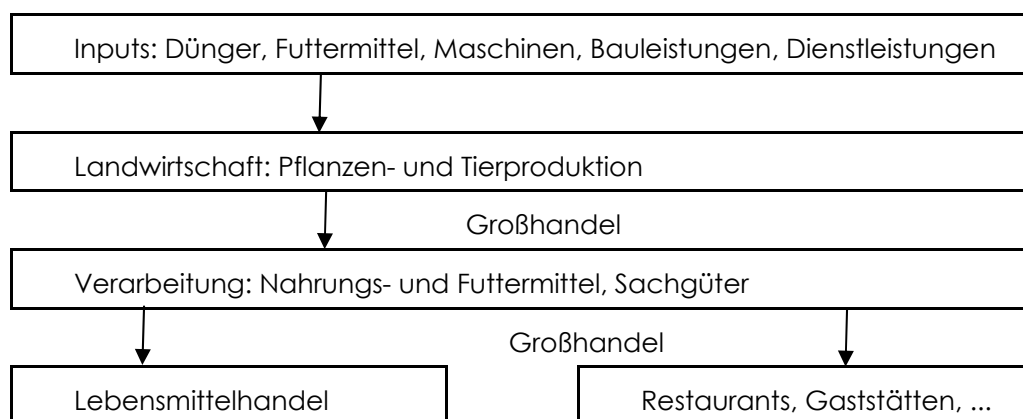 Inputs: Dünger, Futtermittel, Maschinen, Bauleistungen, Dienstleistungen
Landwirtschaft: Pflanzen- und Tierproduktion
Großhandel
Verarbeitung: Nahrungs- und Futtermittel, Sachgüter
Großhandel
Lebensmittelhandel
Restaurants, Gaststätten, ...